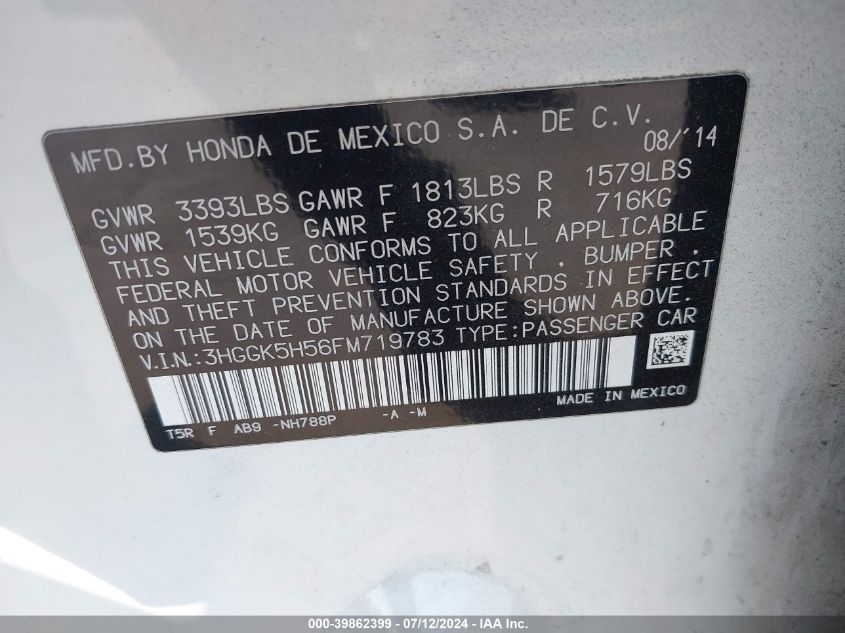 MFD.BY HONDA DE MEXICO S.A. DE C.V.
08/'14
GVWR 3393LBS GAWR F 1813LBS R 1579LBS
GVWR 1539KG GAWR F 823KG R 716KG
THIS VEHICLE CONFORMS TO ALL APPLICABLE
FEDERAL MOTOR VEHICLE SAFETY , BUMPER ,
AND THEFT PREVENTION STANDARDS IN EFFECT
ON THE DATE OF MANUFACTURE SHOWN ABOVE.
V.I.N.:3HGGK5H56FM719783 TYPE:PASSENGER CAR
T5R F AB9 -NH788P -A -M MADE IN MEXICO
000-39862399 - 07/12/2024 - IAA Inc.